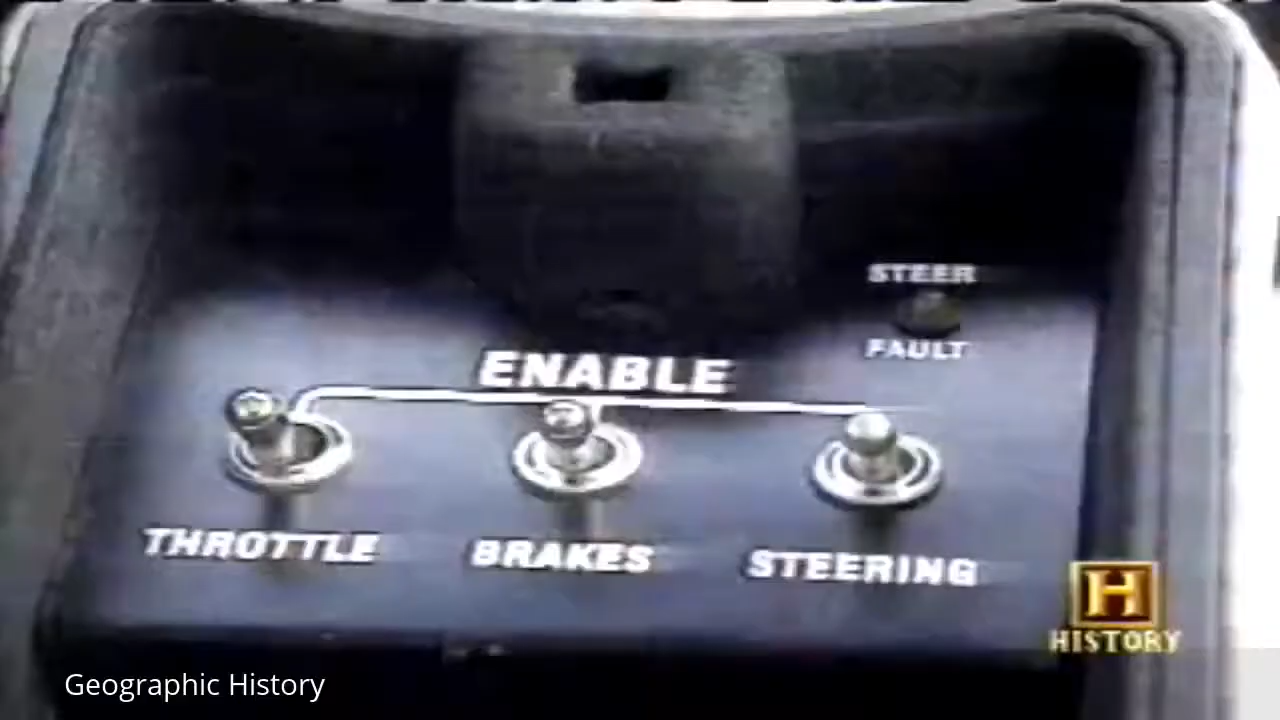 STEER
FAULT
ENABLE
THROTTLE
BRAKES
STEERING
H
HISTORY
Geographic History